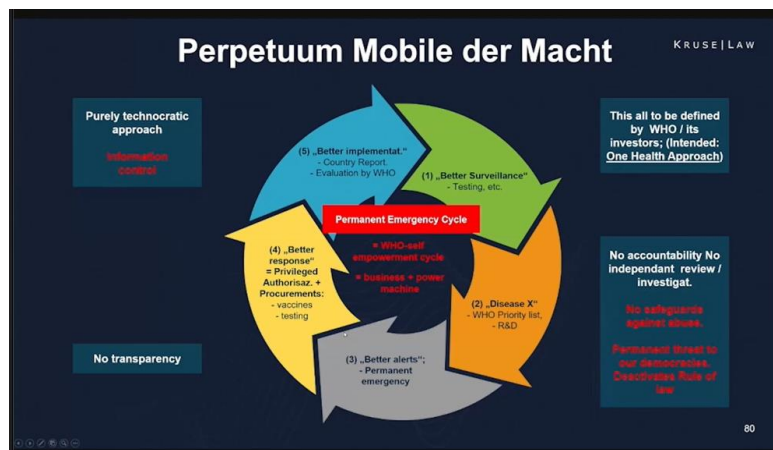 Perpetuum Mobile der Macht
KRUSE|LAW
Purely technocratic
approach
Information
control
This all to be defined
by WHO / its
investors; (Intended:
One Health Approach)
(5) „Better implementat.“
- Country Report.
- Evaluation by WHO
(1) „Better Surveillance“
- Testing, etc.
Permanent Emergency Cycle
= WHO-self
empowerment cycle
= business + power
machine
(4) „Better
response“
= Privileged
Authorisaz. +
Procurements:
- vaccines
- testing
(2) „Disease X“
- WHO Priority list,
- R&D
(3) „Better alerts“;
- Permanent
emergency
No transparency
No accountability No
independant review /
investigat.
No safeguards
against abuse.
Permanent threat to
our democracies.
Deactivates Rule of
law
80